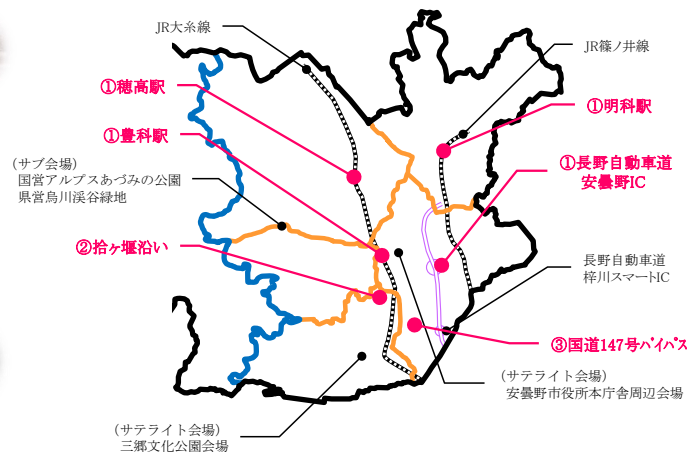 JR大糸線
JR篠ノ井線
①穂高駅
①明科駅
①豊科駅
(サブ会場)
国営アルプスあづみの公園
県営烏川渓谷緑地
①長野自動車道
安曇野IC
②拾ヶ堰沿い
長野自動車道
梓川スマートIC
③国道147号バイパス
(サテライト会場)
安曇野市役所本庁舎周辺会場
(サテライト会場)
三郷文化公園会場